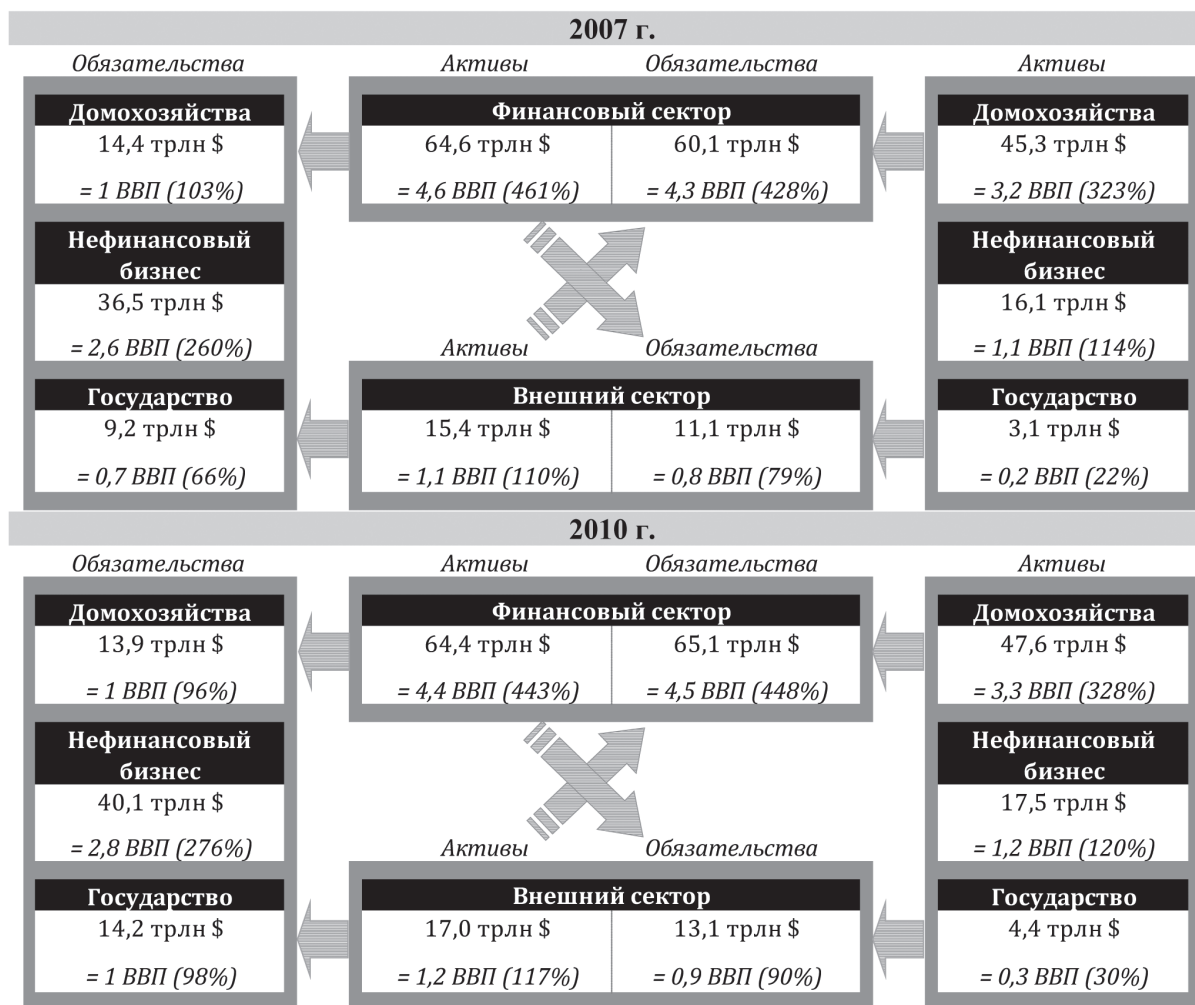 2007 г.
Обязательства
Активы
Обязательства
Активы
Домохозяйства
14,4 трлн $
= 1 ВВП (103%)
Нефинансовый
бизнес
36,5 трлн $
= 2,6 ВВП (260%)
Государство
9,2 трлн $
= 0,7 ВВП (66%)
Финансовый сектор
64,6 трлн $
60,1 трлн $
= 4,6 ВВП (461%)
= 4,3 ВВП (428%)
Активы
Обязательства
Внешний сектор
15,4 трлн $
11,1 трлн $
= 1,1 ВВП (110%)
= 0,8 ВВП (79%)
Домохозяйства
45,3 трлн $
= 3,2 ВВП (323%)
Нефинансовый
бизнес
16,1 трлн $
= 1,1 ВВП (114%)
Государство
3,1 трлн $
= 0,2 ВВП (22%)
2010 г.
Обязательства
Активы
Обязательства
Активы
Домохозяйства
13,9 трлн $
= 1 ВВП (96%)
Нефинансовый
бизнес
40,1 трлн $
= 2,8 ВВП (276%)
Государство
14,2 трлн $
= 1 ВВП (98%)
Финансовый сектор
64,4 трлн $
65,1 трлн $
= 4,4 ВВП (443%)
= 4,5 ВВП (448%)
Активы
Обязательства
Внешний сектор
17,0 трлн $
13,1 трлн $
= 1,2 ВВП (117%)
= 0,9 ВВП (90%)
Домохозяйства
47,6 трлн $
= 3,3 ВВП (328%)
Нефинансовый
бизнес
17,5 трлн $
= 1,2 ВВП (120%)
Государство
4,4 трлн $
= 0,3 ВВП (30%)